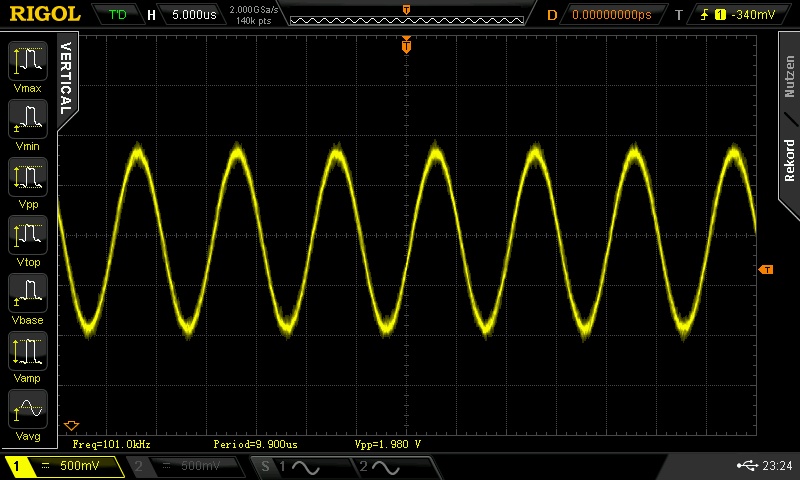 RIGOL T'D H 5.000us 2.000GSa/s 140k pts T D 0.00000000ps T 1 -340mV
VERTICAL
T
Nutzen
Rekord
Vmax
Vmin
Vpp
Vtop
T
Vbase
Vamp
Vavg
Freq=101.0kHz Period=9.900us Vpp=1.980 V
1 500mV 2 500mV S 1 2 23:24